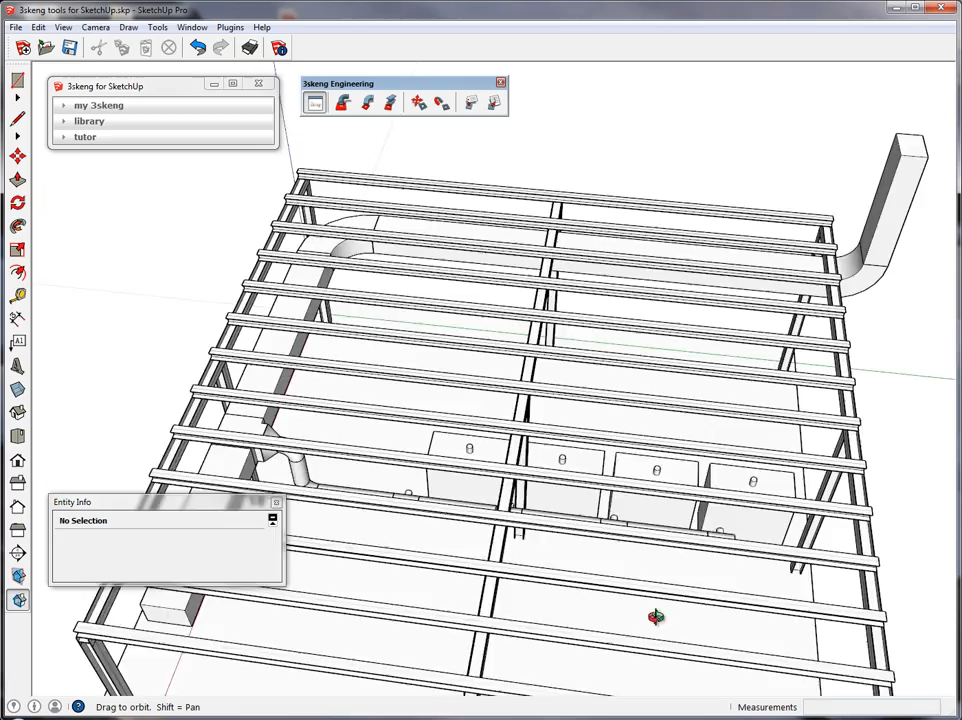 3skeng tools for SketchUp.skp - SketchUp Pro
File Edit View Camera Draw Tools Window Plugins Help
3skeng for SketchUp
my 3skeng
library
tutor
3skeng Engineering
Entity Info
No Selection
Drag to orbit. Shift = Pan
Measurements